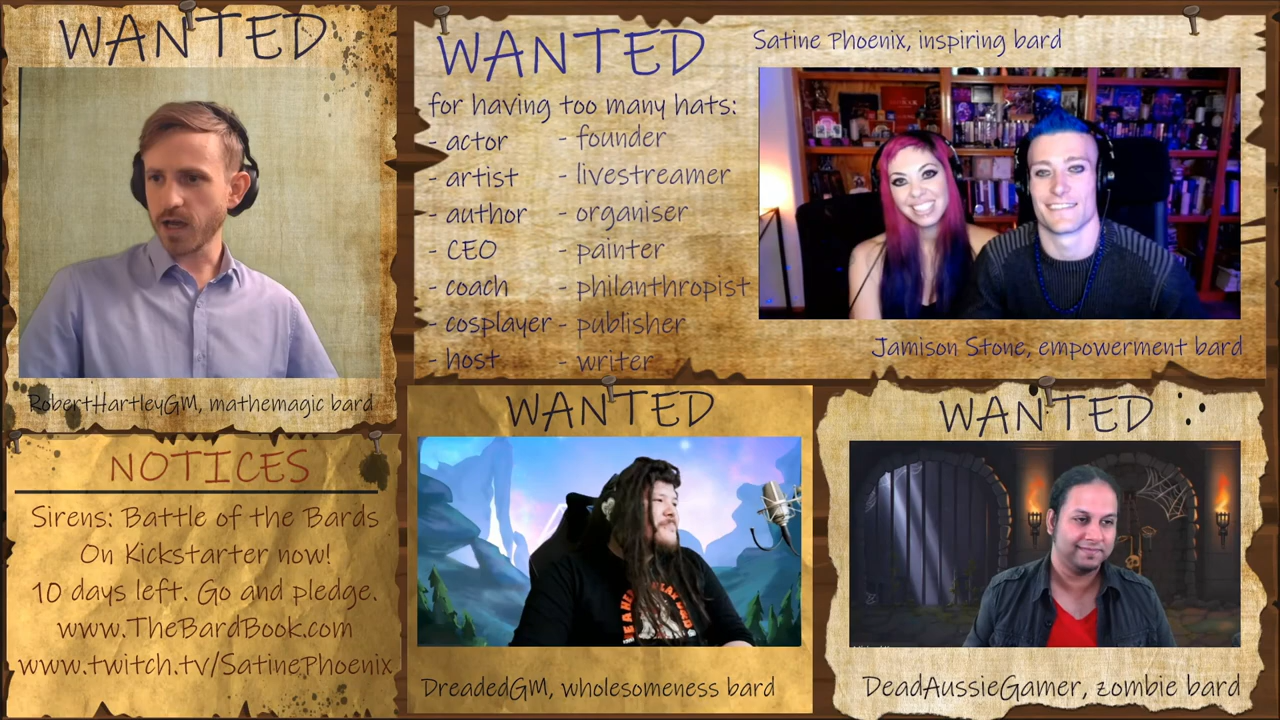 WANTED
RobertHartleyGM, mathemagic bard
NOTICES
Sirens: Battle of the Bards
On Kickstarter now!
10 days left. Go and pledge.
www.TheBardBook.com
www.twitch.tv/SatinePhoenix
WANTED
for having too many hats:
- actor
- artist
- author
- CEO
- coach
- cosplayer
- host
- founder
- livestreamer
- organiser
- painter
- philanthropist
- publisher
- writer
Satine Phoenix, inspiring bard
Jamison Stone, empowerment bard
WANTED
DreadedGM, wholesomeness bard
WANTED
DeadAussieGamer, zombie bard